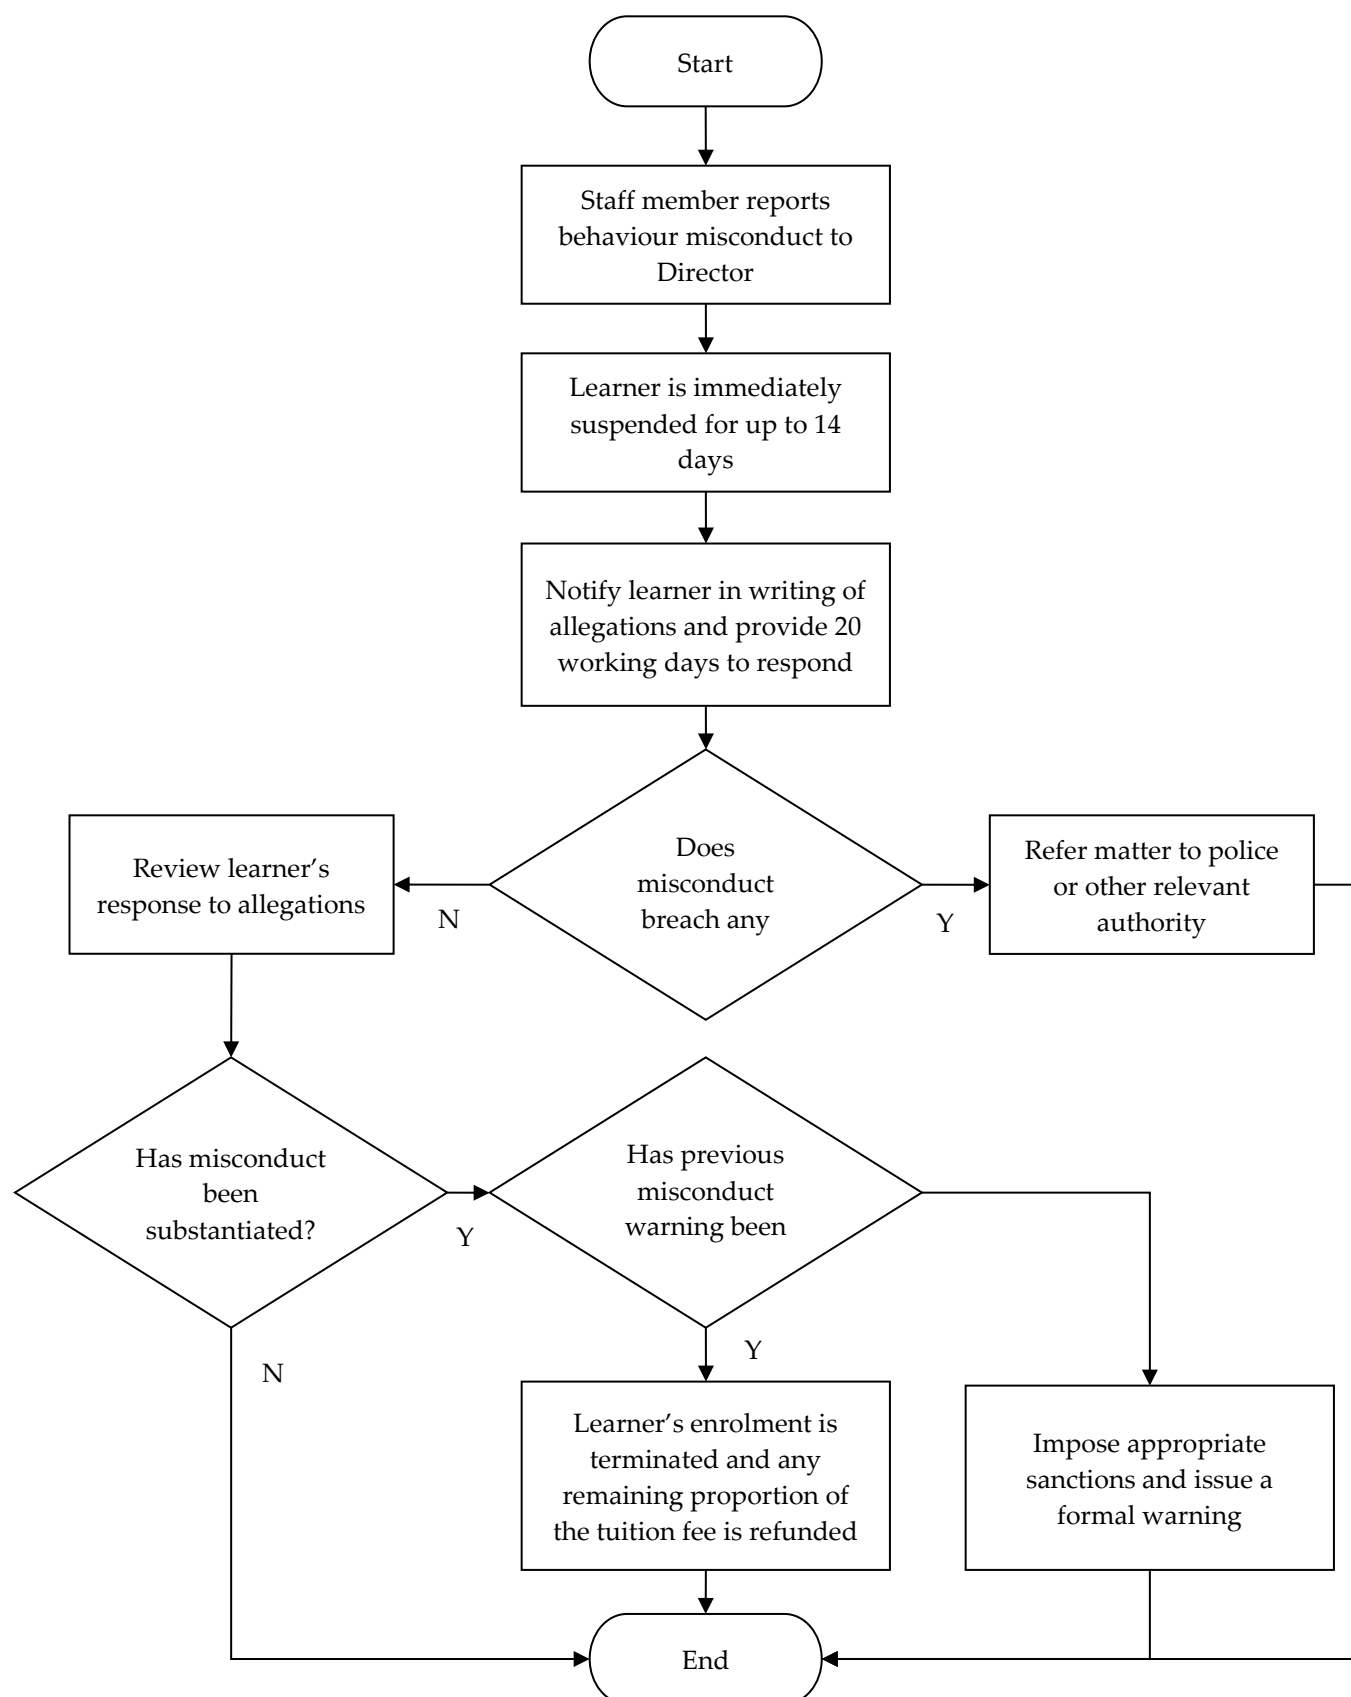 Start
Staff member reports
behaviour misconduct to
Director
Learner is immediately
suspended for up to 14
days
Notify learner in writing of
allegations and provide 20
working days to respond
Does
misconduct
breach any
N
Y
Review learner’s
response to allegations
Refer matter to police
or other relevant
authority
Has misconduct
been
substantiated?
Y
N
Has previous
misconduct
warning been
Y
Learner’s enrolment is
terminated and any
remaining proportion of
the tuition fee is refunded
Impose appropriate
sanctions and issue a
formal warning
End